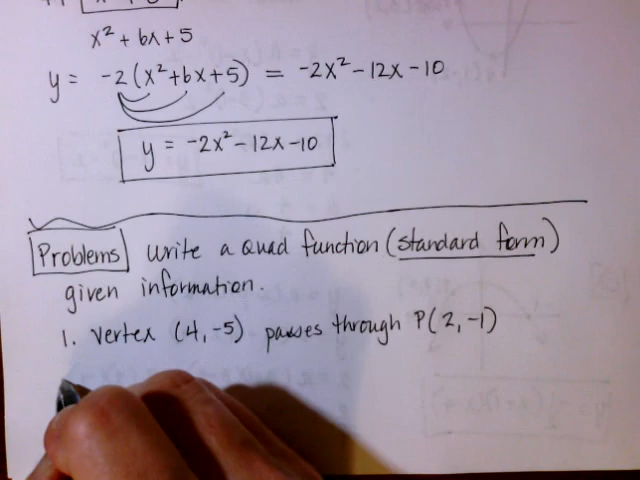 x² + 6x + 5
y = -2(x²+6x+5) = -2x² - 12x - 10
y = -2x² - 12x - 10
Problems Write a Quad function (standard form)
given information.
1. Vertex (4, -5) passes through P(2, -1)